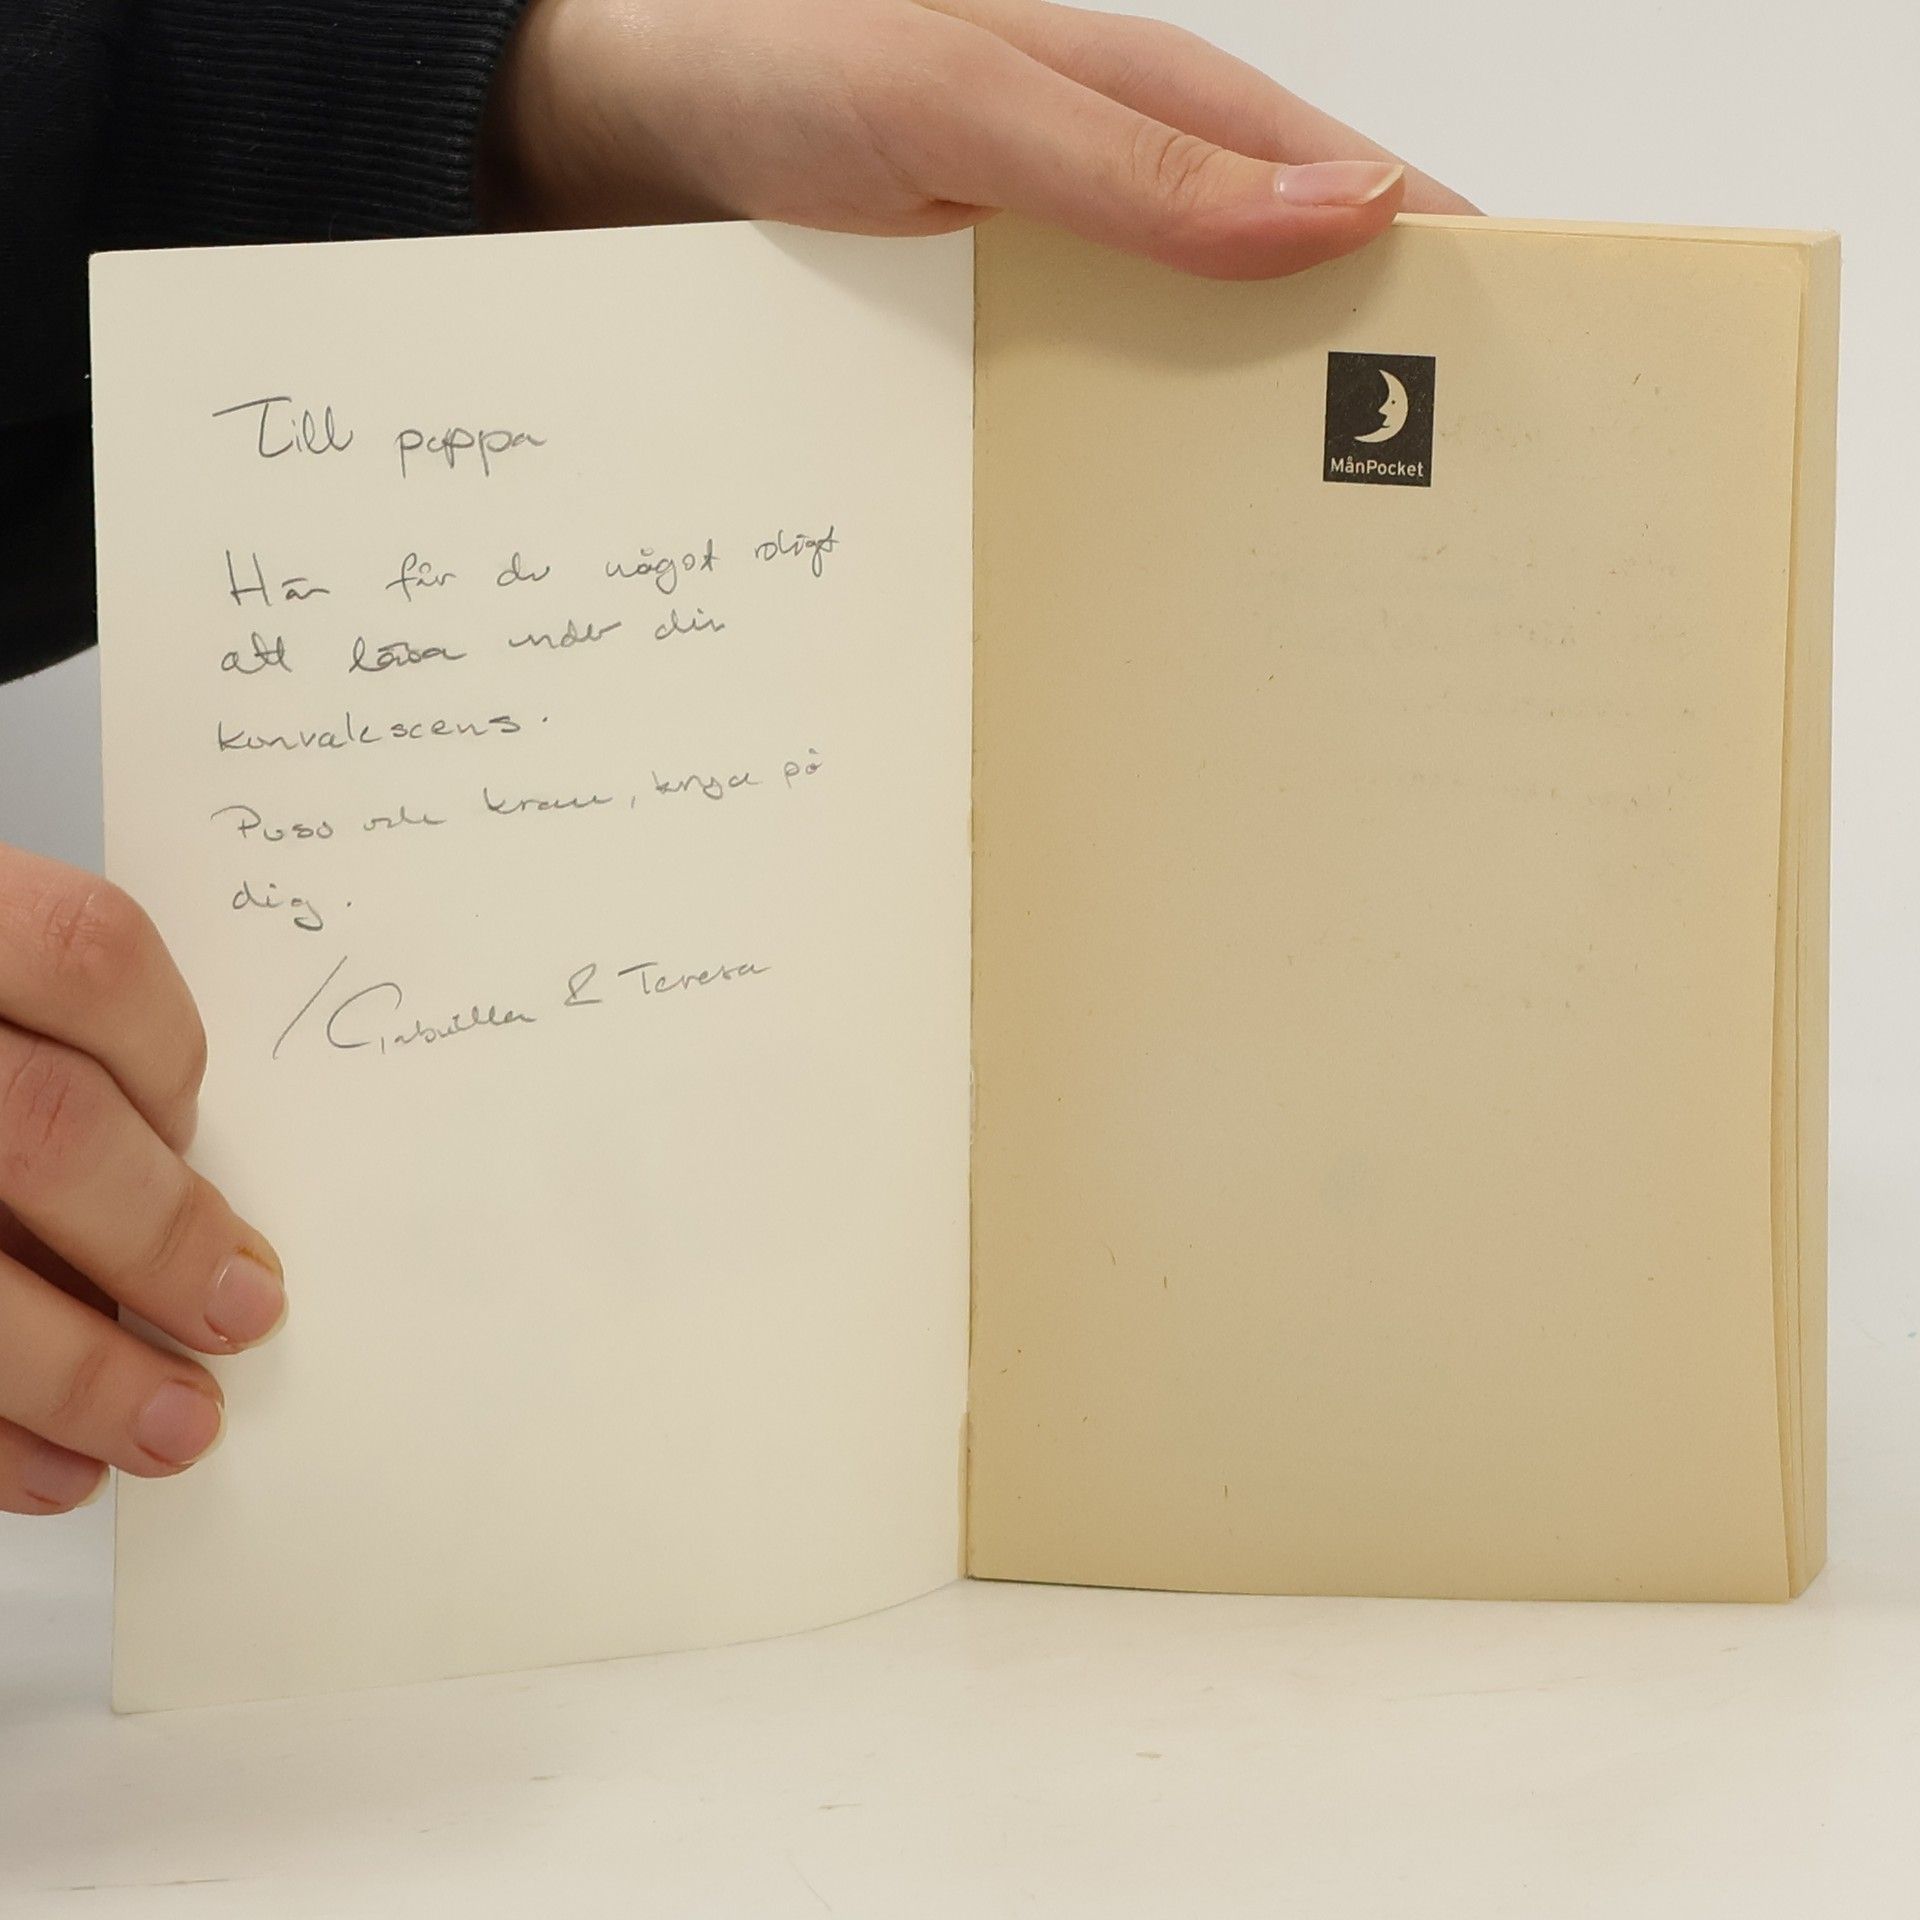 Till pappa
Här får du något roligt
att läsa under din
konvalescens.
Puss och kram, krya på
dig.
/Gabriella & Teresa
MånPocket